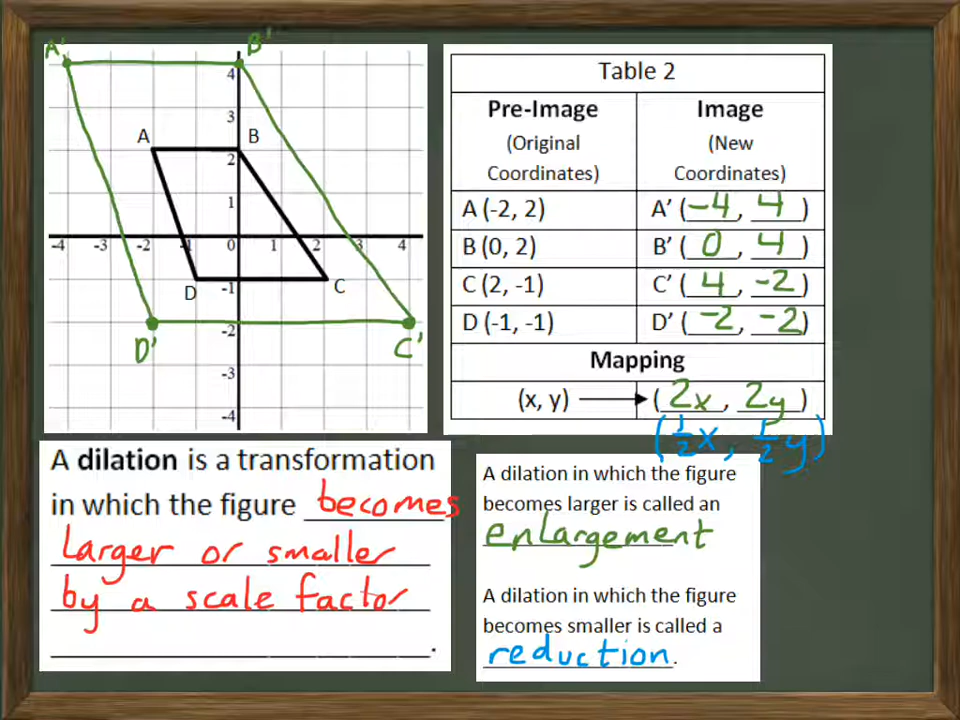 A' B'
4
3
A B
2
1
-4 -3 -2 -1 0 1 2 3 4
D -1 C
-2
D' C'
-3
-4
Table 2
Pre-Image Image
(Original (New
Coordinates) Coordinates)
A (-2, 2) A’ (-4, 4)
B (0, 2) B’ (0, 4)
C (2, -1) C’ (4, -2)
D (-1, -1) D’ (-2, -2)
Mapping
(x, y) (2x, 2y)
(1/2x, 1/2y)
A dilation is a transformation
in which the figure becomes
larger or smaller
by a scale factor
.
A dilation in which the figure
becomes larger is called an
enlargement
A dilation in which the figure
becomes smaller is called a
reduction.